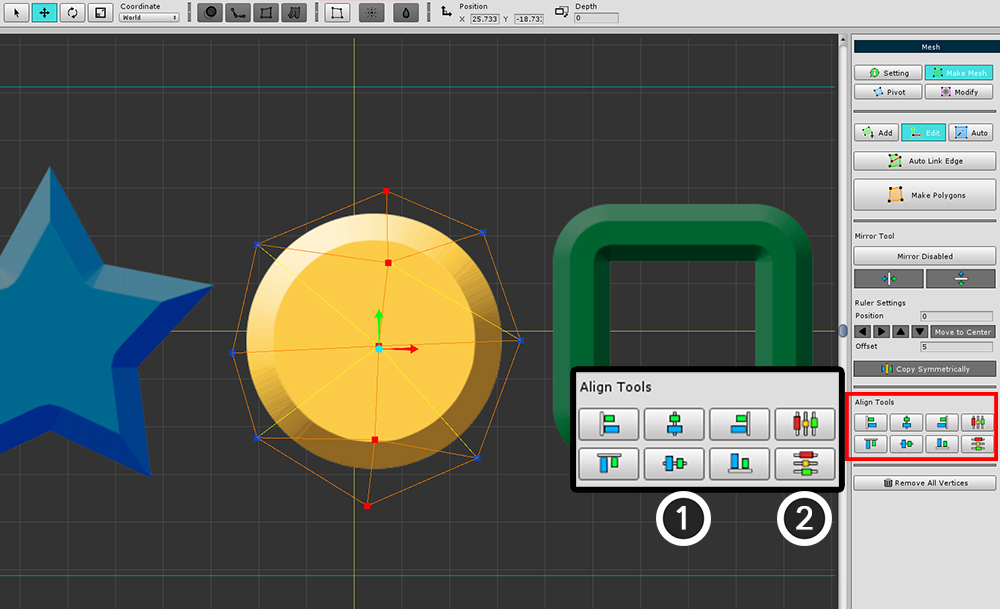 Coordinate
World
Position
X 25.733 Y -18.73
Depth
0
Mesh
Setting
Make Mesh
Pivot
Modify
Add
Edit
Auto
Auto Link Edge
Make Polygons
Mirror Tool
Mirror Disabled
Ruler Settings
Position 0
Move to Center
Offset 5
Copy Symmetrically
Align Tools
Remove All Vertices
Align Tools
1
2